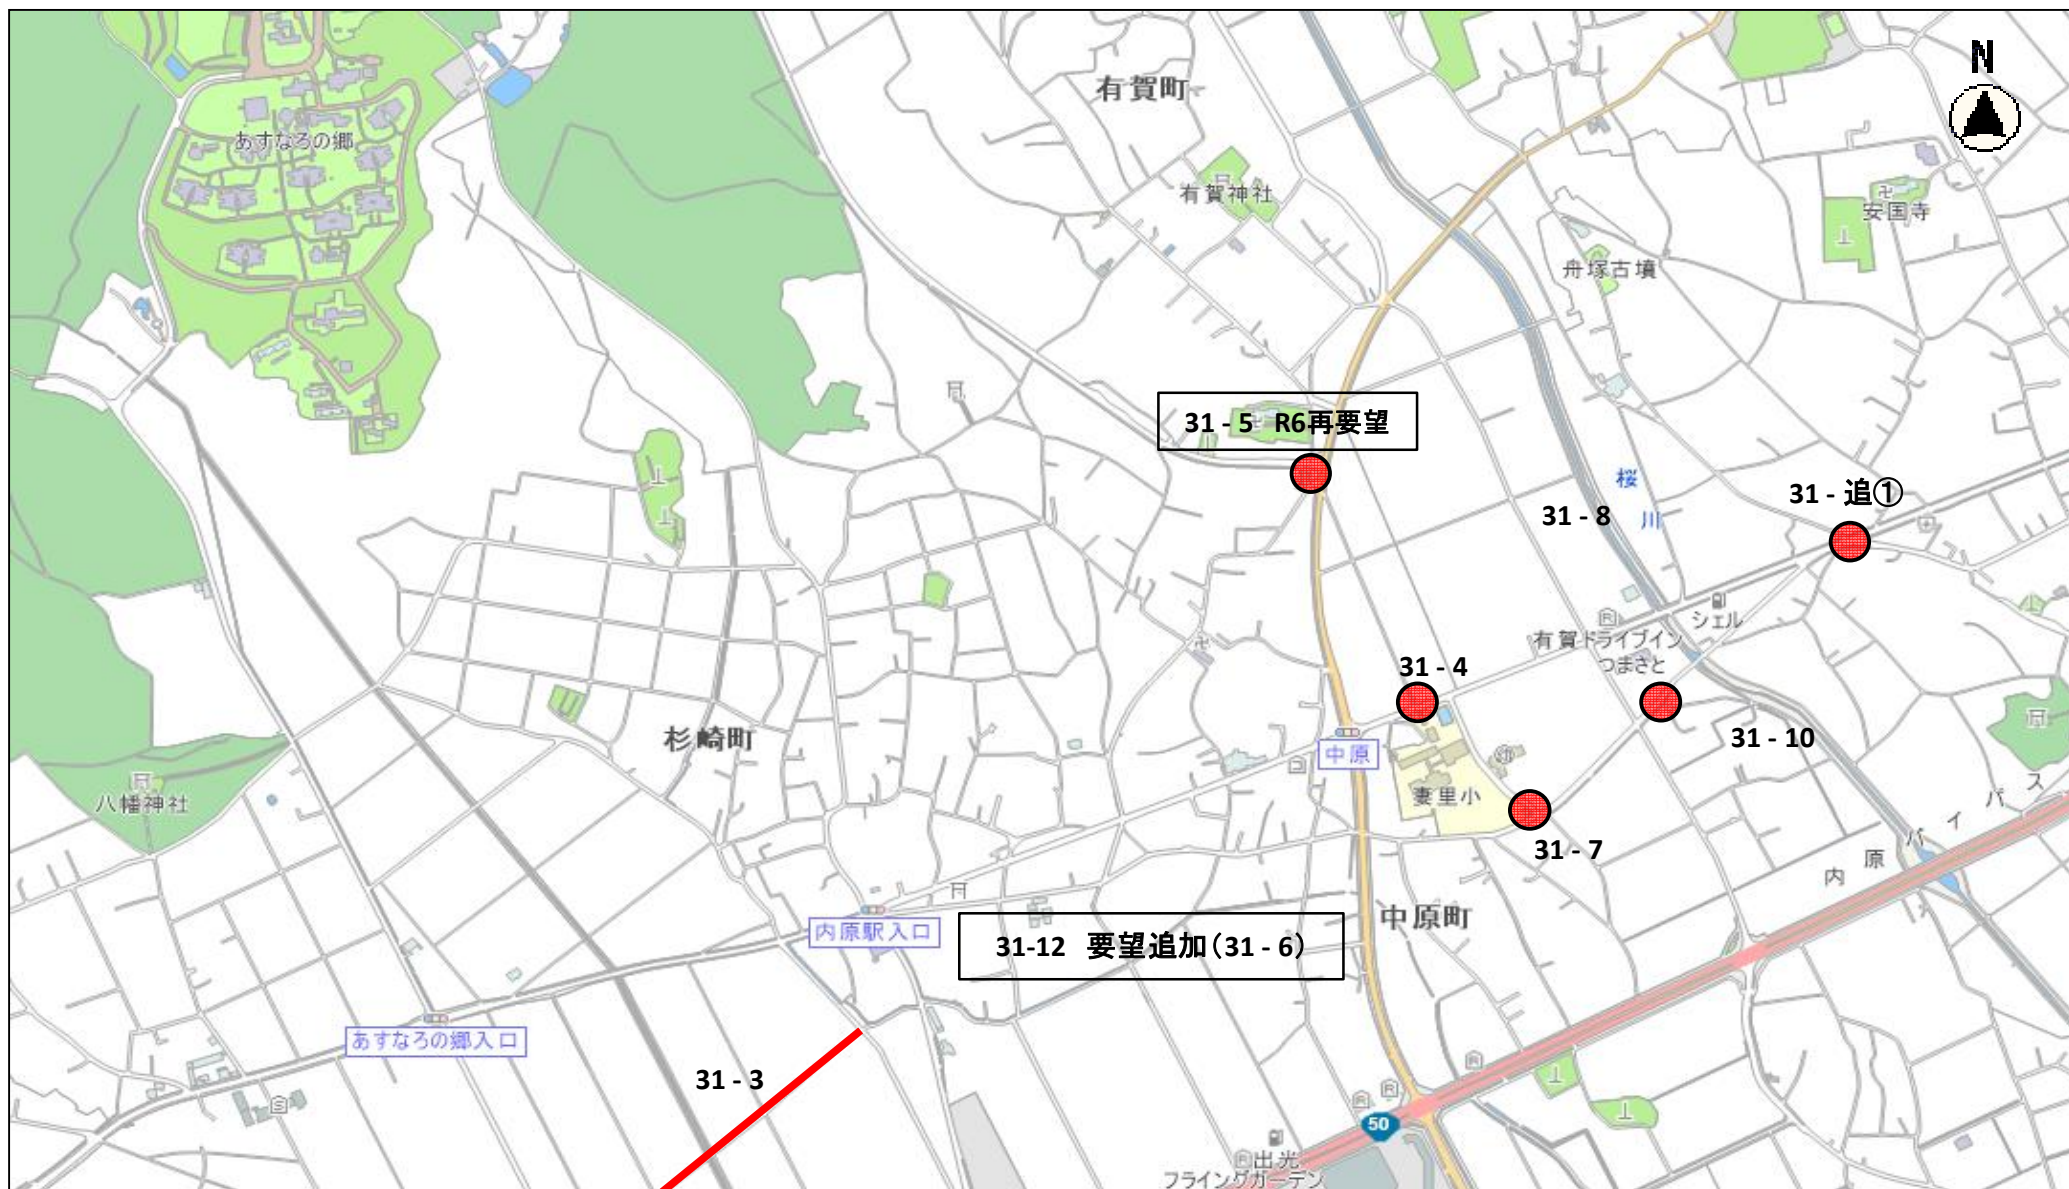 有賀町
N
あすなろの郷
有賀神社
安国寺
舟塚古墳
31 - 5 R6再要望
桜川
31 - 追①
31 - 8
シェル
有賀ドライブイン
つまさと
31 - 4
杉崎町
中原
31 - 10
八幡神社
妻里小
31 - 7
内原バイパス
内原駅入口
中原町
31-12 要望追加(31 - 6)
あすなろの郷入口
31 - 3
50
出光
フライングガーデン